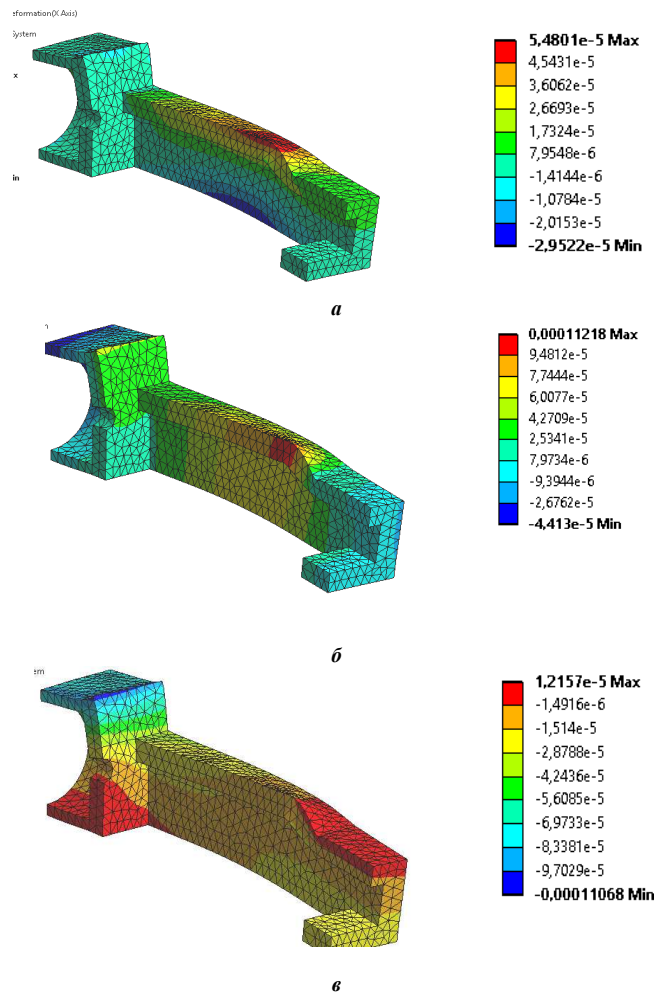 eformation(X Axis)
System
x
in
5,4801e-5 Max
4,5431e-5
3,6062e-5
2,6693e-5
1,7324e-5
7,9548e-6
-1,4144e-6
-1,0784e-5
-2,0153e-5
-2,9522e-5 Min
а
n
0,00011218 Max
9,4812e-5
7,7444e-5
6,0077e-5
4,2709e-5
2,5341e-5
7,9734e-6
-9,3944e-6
-2,6762e-5
-4,413e-5 Min
б
em
1,2157e-5 Max
-1,4916e-6
-1,514e-5
-2,8788e-5
-4,2436e-5
-5,6085e-5
-6,9733e-5
-8,3381e-5
-9,7029e-5
-0,00011068 Min
в